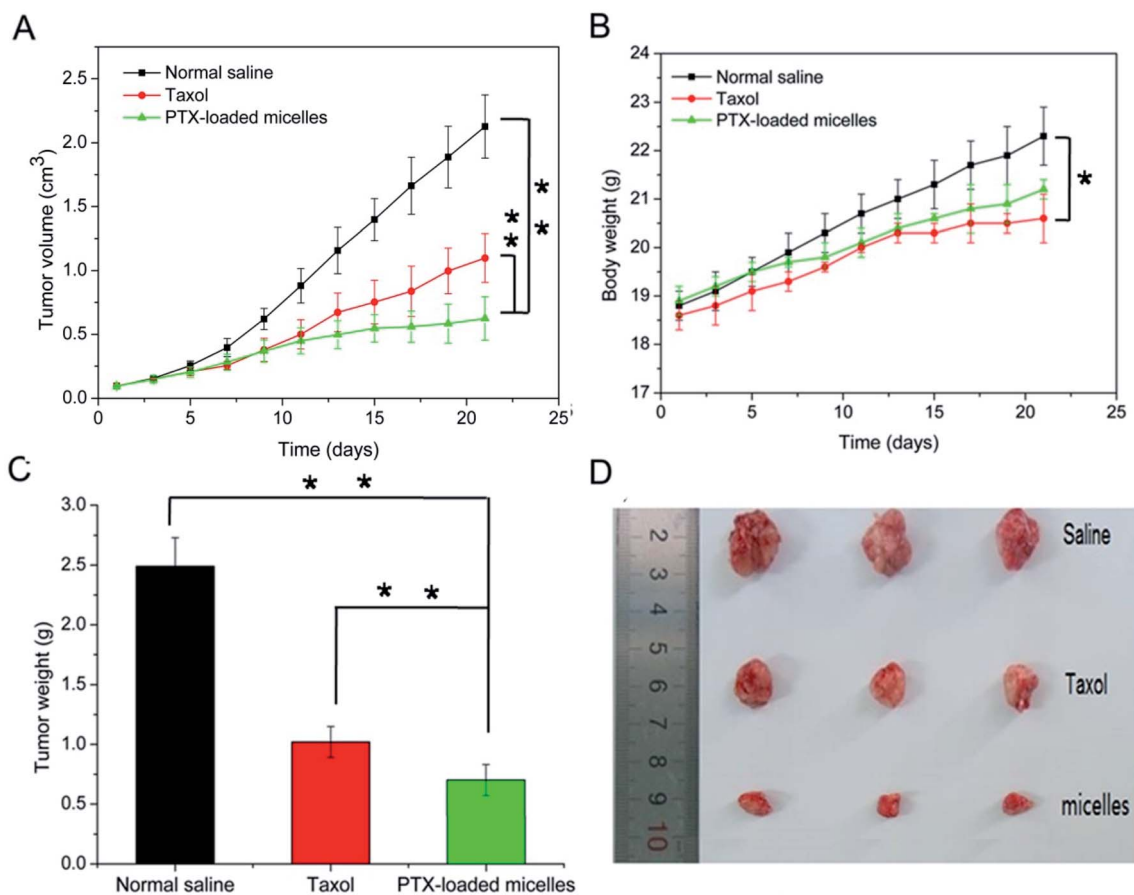 A
Tumor volume (cm³)
2.5
2.0
1.5
1.0
0.5
0.0
Normal saline
Taxol
PTX-loaded micelles
* *
* *
0 5 10 15 20 25
Time (days)
B
Body weight (g)
24
23
22
21
20
19
18
17
Normal saline
Taxol
PTX-loaded micelles
*
0 5 10 15 20 25
Time (days)
C
Tumor weight (g)
3.0
2.5
2.0
1.5
1.0
0.5
0.0
* *
* *
Normal saline Taxol PTX-loaded micelles
D
2
3
4
5
6
7
8
9
10
Saline
Taxol
micelles